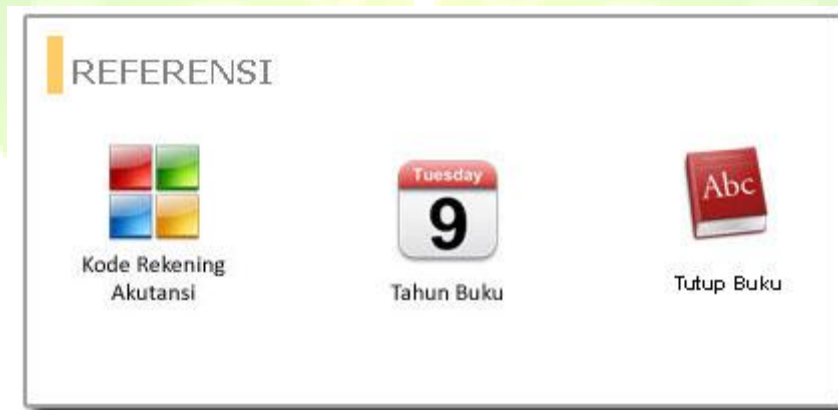 REFERENSI
Tuesday
9
Abc
Kode Rekening
Akutansi
Tahun Buku
Tutup Buku